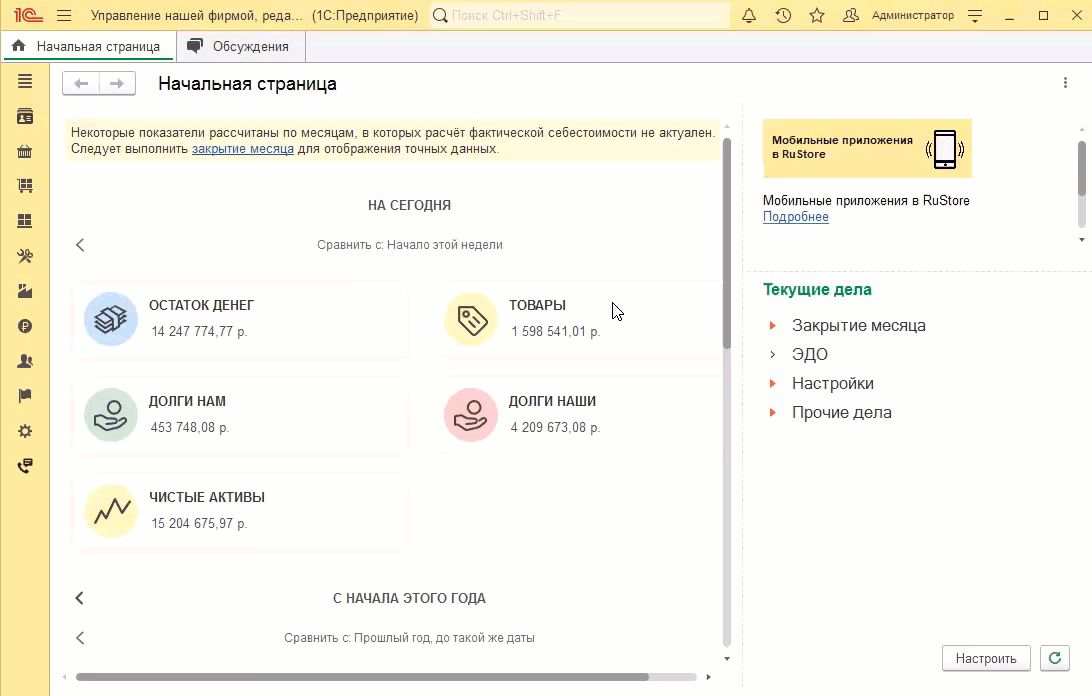 1С Управление нашей фирмой, реда... (1С:Предприятие) Поиск Ctrl+Shift+F Администратор
Начальная страница Обсуждения
Начальная страница
Некоторые показатели рассчитаны по месяцам, в которых расчёт фактической себестоимости не актуален.
Следует выполнить закрытие месяца для отображения точных данных.
НА СЕГОДНЯ
Сравнить с: Начало этой недели
ОСТАТОК ДЕНЕГ
14 247 774,77 р.
ТОВАРЫ
1 598 541,01 р.
ДОЛГИ НАМ
453 748,08 р.
ДОЛГИ НАШИ
4 209 673,08 р.
ЧИСТЫЕ АКТИВЫ
15 204 675,97 р.
С НАЧАЛА ЭТОГО ГОДА
Сравнить с: Прошлый год, до такой же даты
Мобильные приложения
в RuStore
Мобильные приложения в RuStore
Подробнее
Текущие дела
Закрытие месяца
ЭДО
Настройки
Прочие дела
Настроить